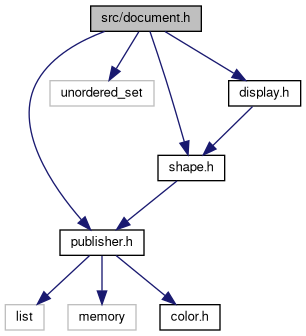 src/document.h
unordered_set
display.h
shape.h
publisher.h
list
memory
color.h